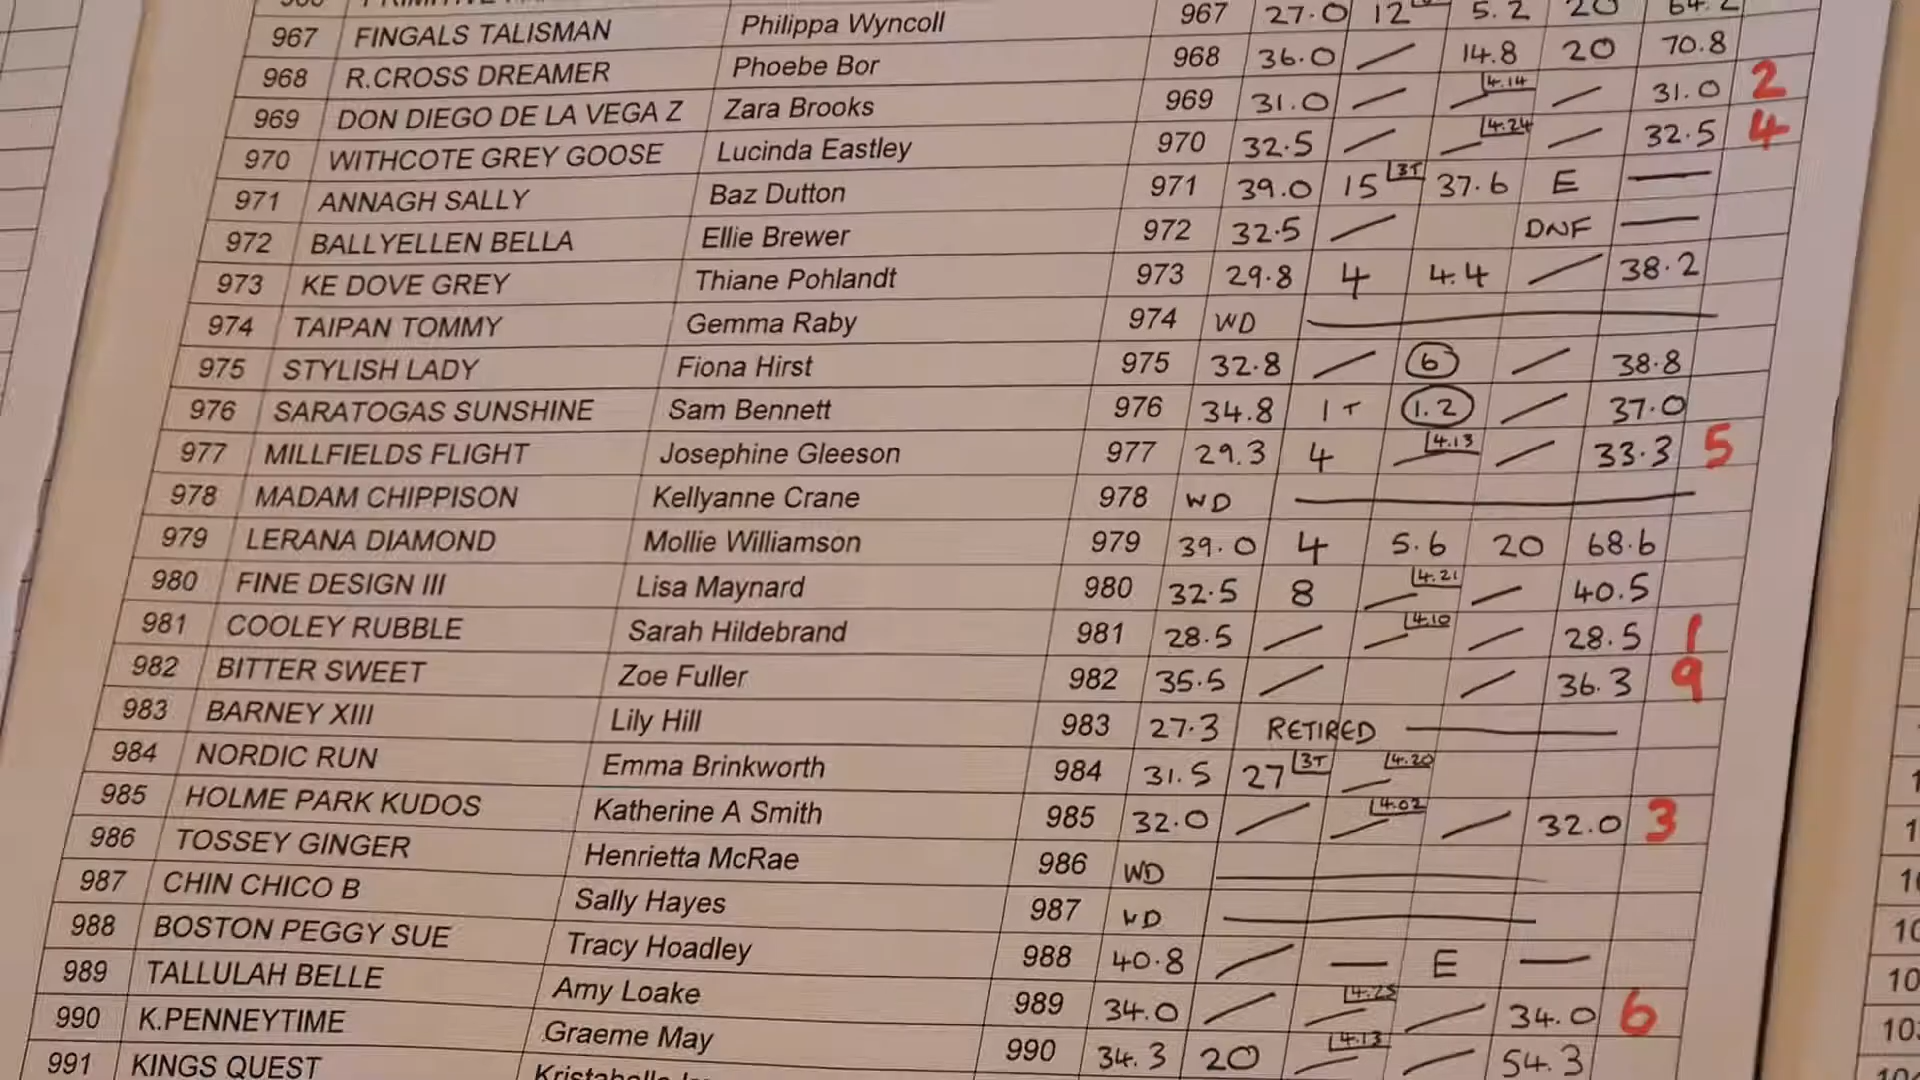 967 FINGALS TALISMAN Philippa Wyncoll 967 27.0 12 5.2 20 64.2
968 R.CROSS DREAMER Phoebe Bor 968 36.0 / 14.8 20 70.8
969 DON DIEGO DE LA VEGA Z Zara Brooks 969 31.0 / / 4.14 / 31.0 2
970 WITHCOTE GREY GOOSE Lucinda Eastley 970 32.5 / / 4.24 / 32.5 4
971 ANNAGH SALLY Baz Dutton 971 39.0 15 3T 37.6 E —
972 BALLYELLEN BELLA Ellie Brewer 972 32.5 / DNF —
973 KE DOVE GREY Thiane Pohlandt 973 29.8 4 4.4 / 38.2
974 TAIPAN TOMMY Gemma Raby 974 WD —
975 STYLISH LADY Fiona Hirst 975 32.8 / 6 / 38.8
976 SARATOGAS SUNSHINE Sam Bennett 976 34.8 1T 1.2 / 37.0
977 MILLFIELDS FLIGHT Josephine Gleeson 977 29.3 4 / 4.13 / 33.3 5
978 MADAM CHIPPISON Kellyanne Crane 978 WD —
979 LERANA DIAMOND Mollie Williamson 979 39.0 4 5.6 20 68.6
980 FINE DESIGN III Lisa Maynard 980 32.5 8 / 4.21 / 40.5
981 COOLEY RUBBLE Sarah Hildebrand 981 28.5 / / 4.10 / 28.5 1
982 BITTER SWEET Zoe Fuller 982 35.5 / / 36.3 9
983 BARNEY XIII Lily Hill 983 27.3 RETIRED —
984 NORDIC RUN Emma Brinkworth 984 31.5 27 3T / 4.20
985 HOLME PARK KUDOS Katherine A Smith 985 32.0 / / 4.02 / 32.0 3
986 TOSSEY GINGER Henrietta McRae 986 WD —
987 CHIN CHICO B Sally Hayes 987 WD —
988 BOSTON PEGGY SUE Tracy Hoadley 988 40.8 / — E —
989 TALLULAH BELLE Amy Loake 989 34.0 / / / 34.0 6
990 K.PENNEYTIME Graeme May 990 34.3 20 / 4.13 / 54.3
991 KINGS QUEST